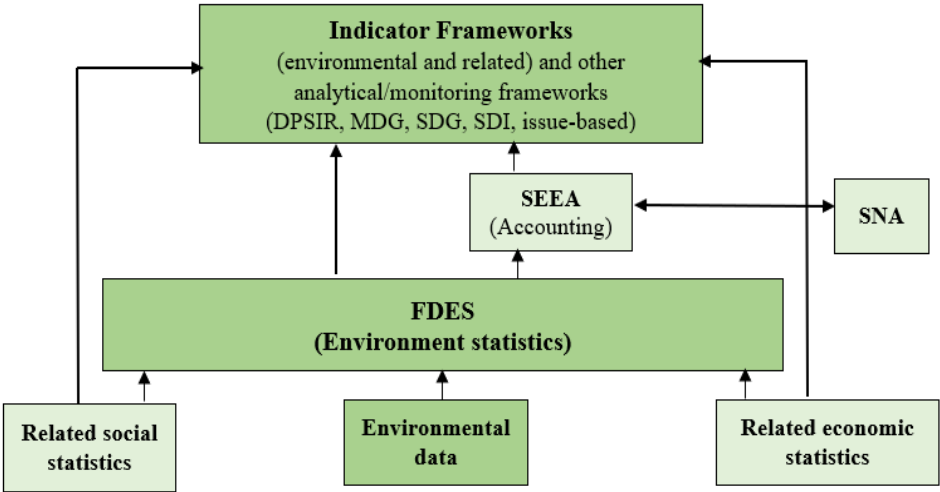 Indicator Frameworks
(environmental and related) and other
analytical/monitoring frameworks
(DPSIR, MDG, SDG, SDI, issue-based)
SEEA
(Accounting)
SNA
FDES
(Environment statistics)
Related social
statistics
Environmental
data
Related economic
statistics